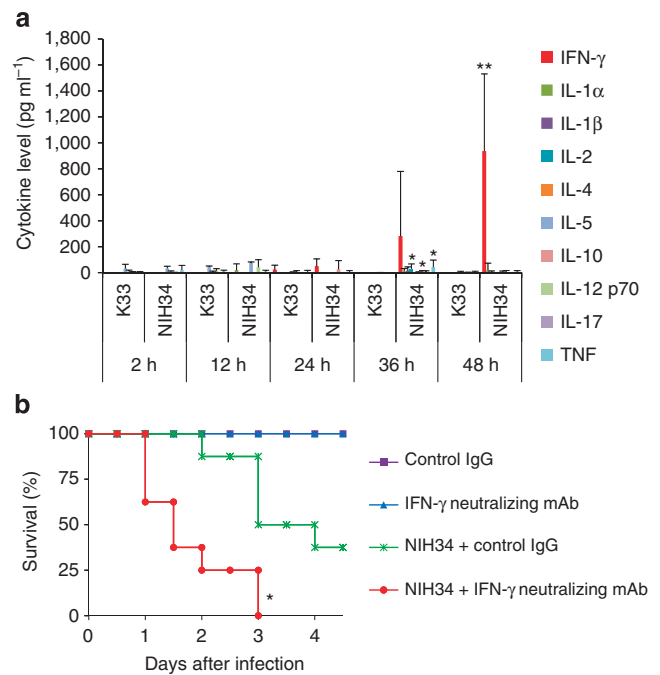 a
Cytokine level (pg ml⁻¹)
1,800
1,600
1,400
1,200
1,000
800
600
400
200
0
* * * **
K33 NIH34 K33 NIH34 K33 NIH34 K33 NIH34 K33 NIH34
2 h 12 h 24 h 36 h 48 h
IFN-γ
IL-1α
IL-1β
IL-2
IL-4
IL-5
IL-10
IL-12 p70
IL-17
TNF
b
Survival (%)
100
75
50
25
0
*
0 1 2 3 4
Days after infection
Control IgG
IFN-γ neutralizing mAb
NIH34 + control IgG
NIH34 + IFN-γ neutralizing mAb